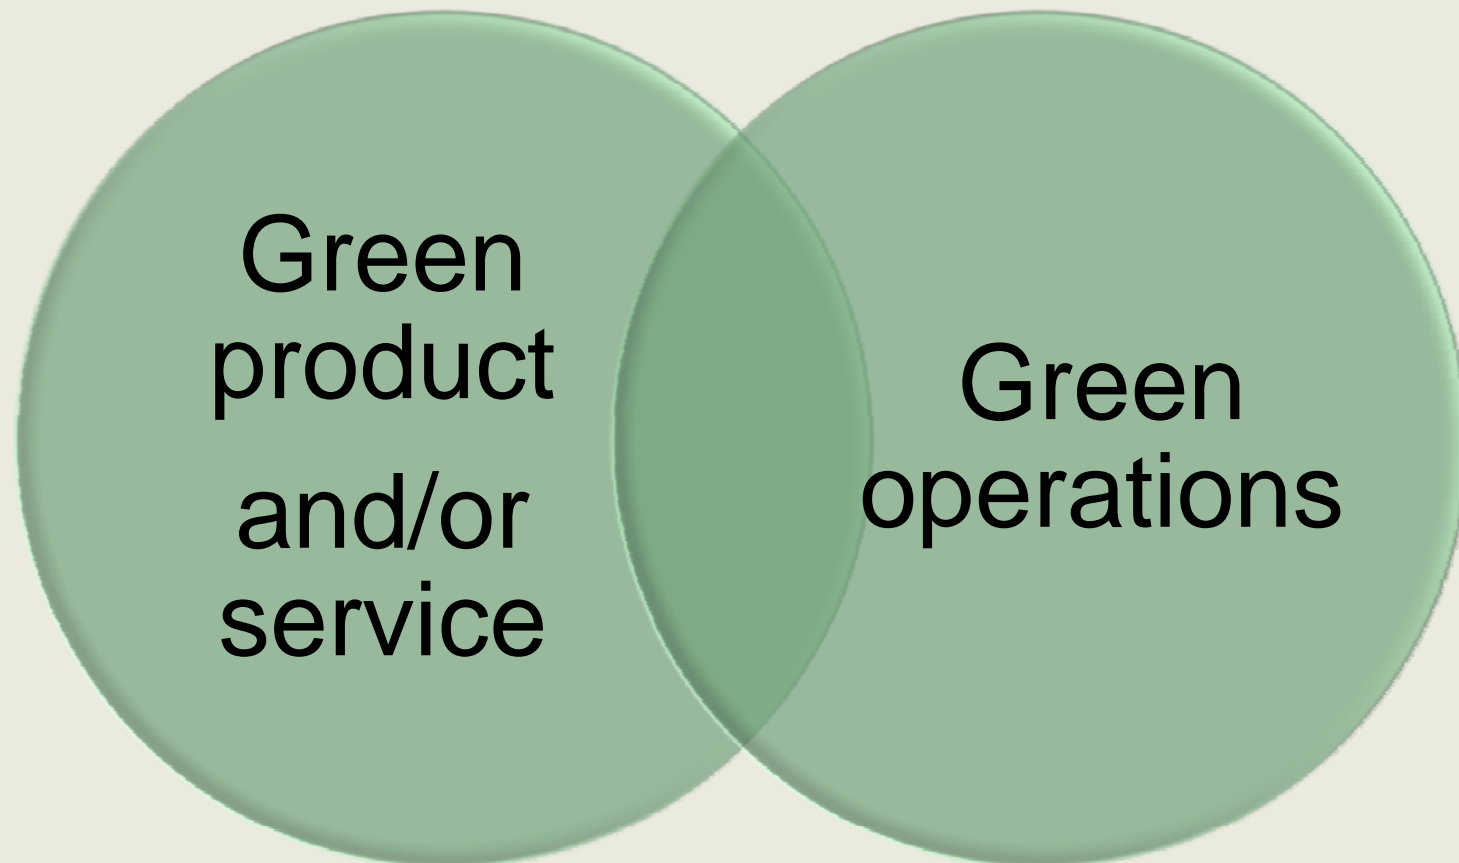 Green
product
and/or
service
Green
operations